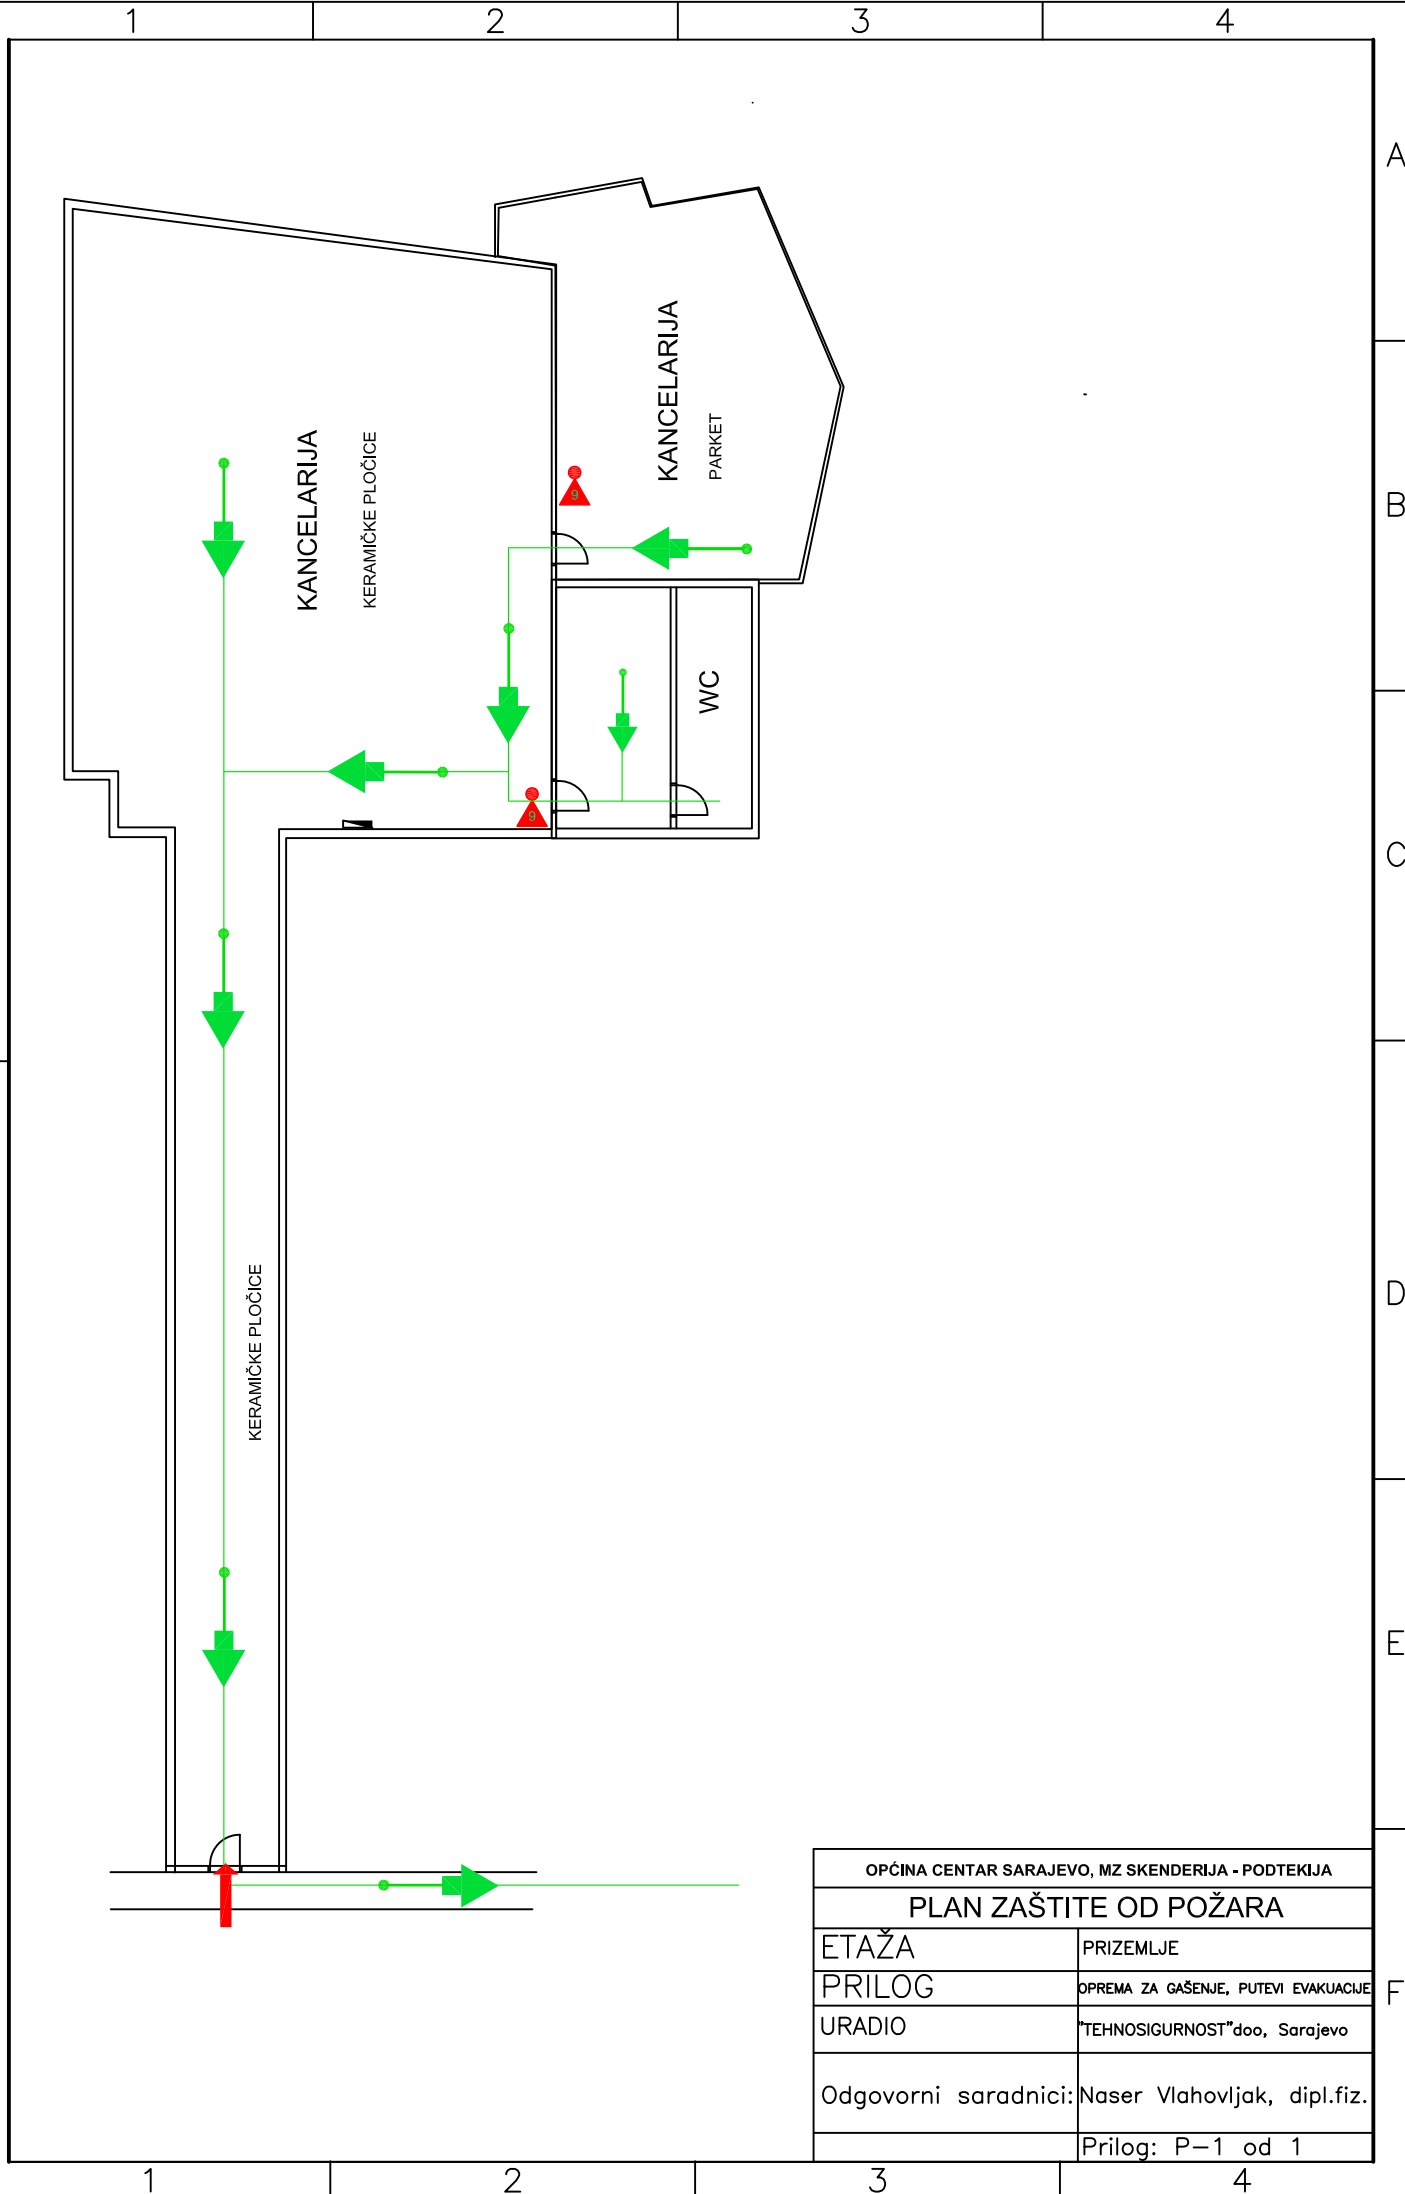 1 2 3 4
A
B
C
D
E
F
KANCELARIJA
PARKET
KANCELARIJA
KERAMIČKE PLOČICE
9
WC
9
KERAMIČKE PLOČICE
OPĆINA CENTAR SARAJEVO, MZ SKENDERIJA - PODTEKIJA
PLAN ZAŠTITE OD POŽARA
ETAŽA PRIZEMLJE
PRILOG OPREMA ZA GAŠENJE, PUTEVI EVAKUACIJE
URADIO "TEHNOSIGURNOST"doo, Sarajevo
Odgovorni saradnici: Naser Vlahovljak, dipl.fiz.
Prilog: P-1 od 1
1 2 3 4